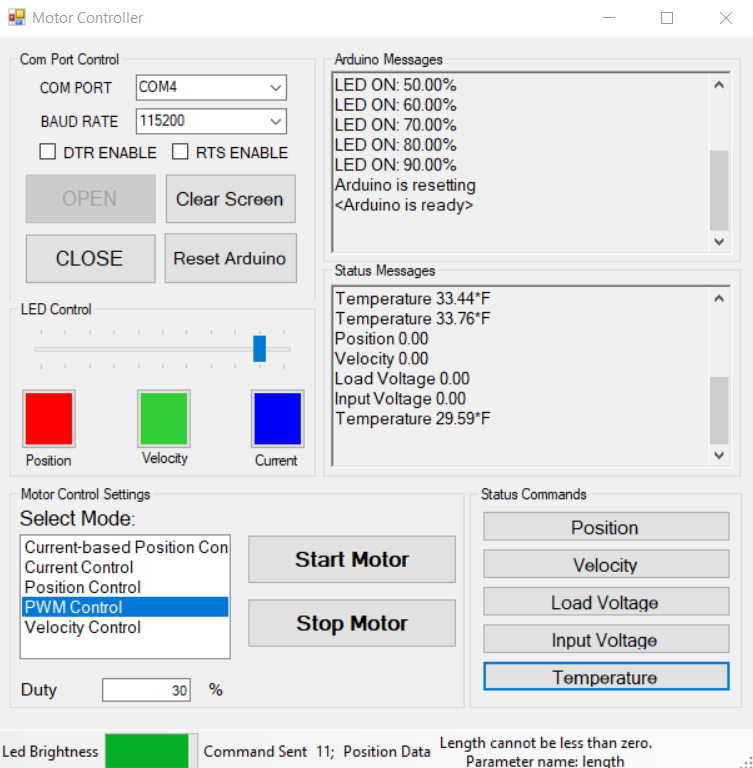 Motor Controller
Com Port Control
COM PORT
COM4
BAUD RATE
115200
DTR ENABLE
RTS ENABLE
OPEN
Clear Screen
CLOSE
Reset Arduino
Arduino Messages
LED ON: 50.00%
LED ON: 60.00%
LED ON: 70.00%
LED ON: 80.00%
LED ON: 90.00%
Arduino is resetting
<Arduino is ready>
Status Messages
Temperature 33.44*F
Temperature 33.76*F
Position 0.00
Velocity 0.00
Load Voltage 0.00
Input Voltage 0.00
Temperature 29.59*F
LED Control
Position
Velocity
Current
Motor Control Settings
Select Mode:
Current-based Position Con
Current Control
Position Control
PWM Control
Velocity Control
Start Motor
Stop Motor
Duty
30
%
Status Commands
Position
Velocity
Load Voltage
Input Voltage
Temperature
Led Brightness
Command Sent 11; Position Data
Length cannot be less than zero.
Parameter name: length